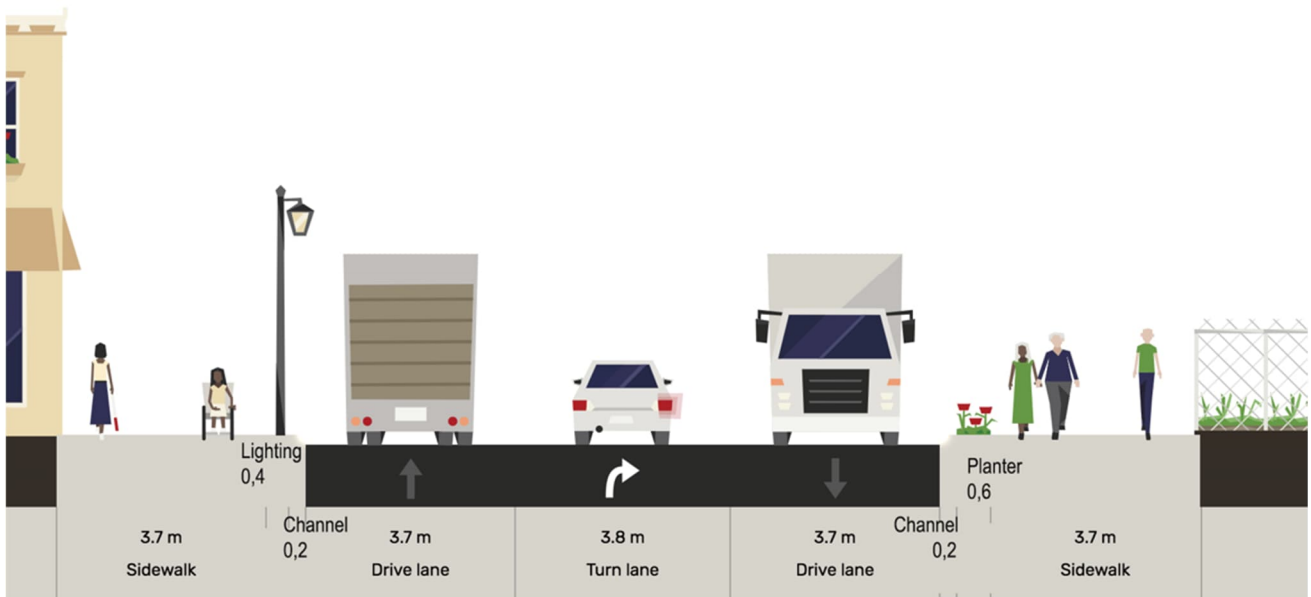 Lighting
0,4
Planter
0,6
Channel
0,2
Channel
0,2
3.7 m
Sidewalk
3.7 m
Drive lane
3.8 m
Turn lane
3.7 m
Drive lane
3.7 m
Sidewalk